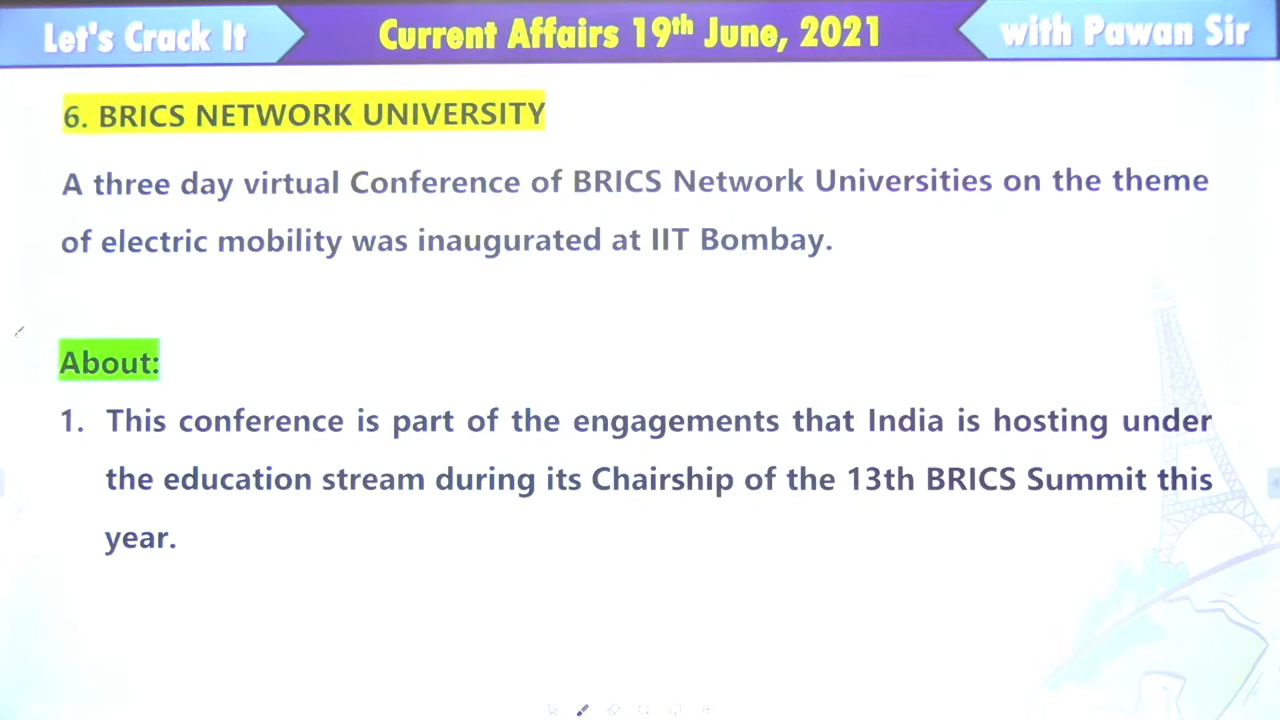 Let's Crack It
Current Affairs 19th June, 2021
with Pawan Sir
6. BRICS NETWORK UNIVERSITY
A three day virtual Conference of BRICS Network Universities on the theme
of electric mobility was inaugurated at IIT Bombay.
About:
1. This conference is part of the engagements that India is hosting under
the education stream during its Chairship of the 13th BRICS Summit this
year.